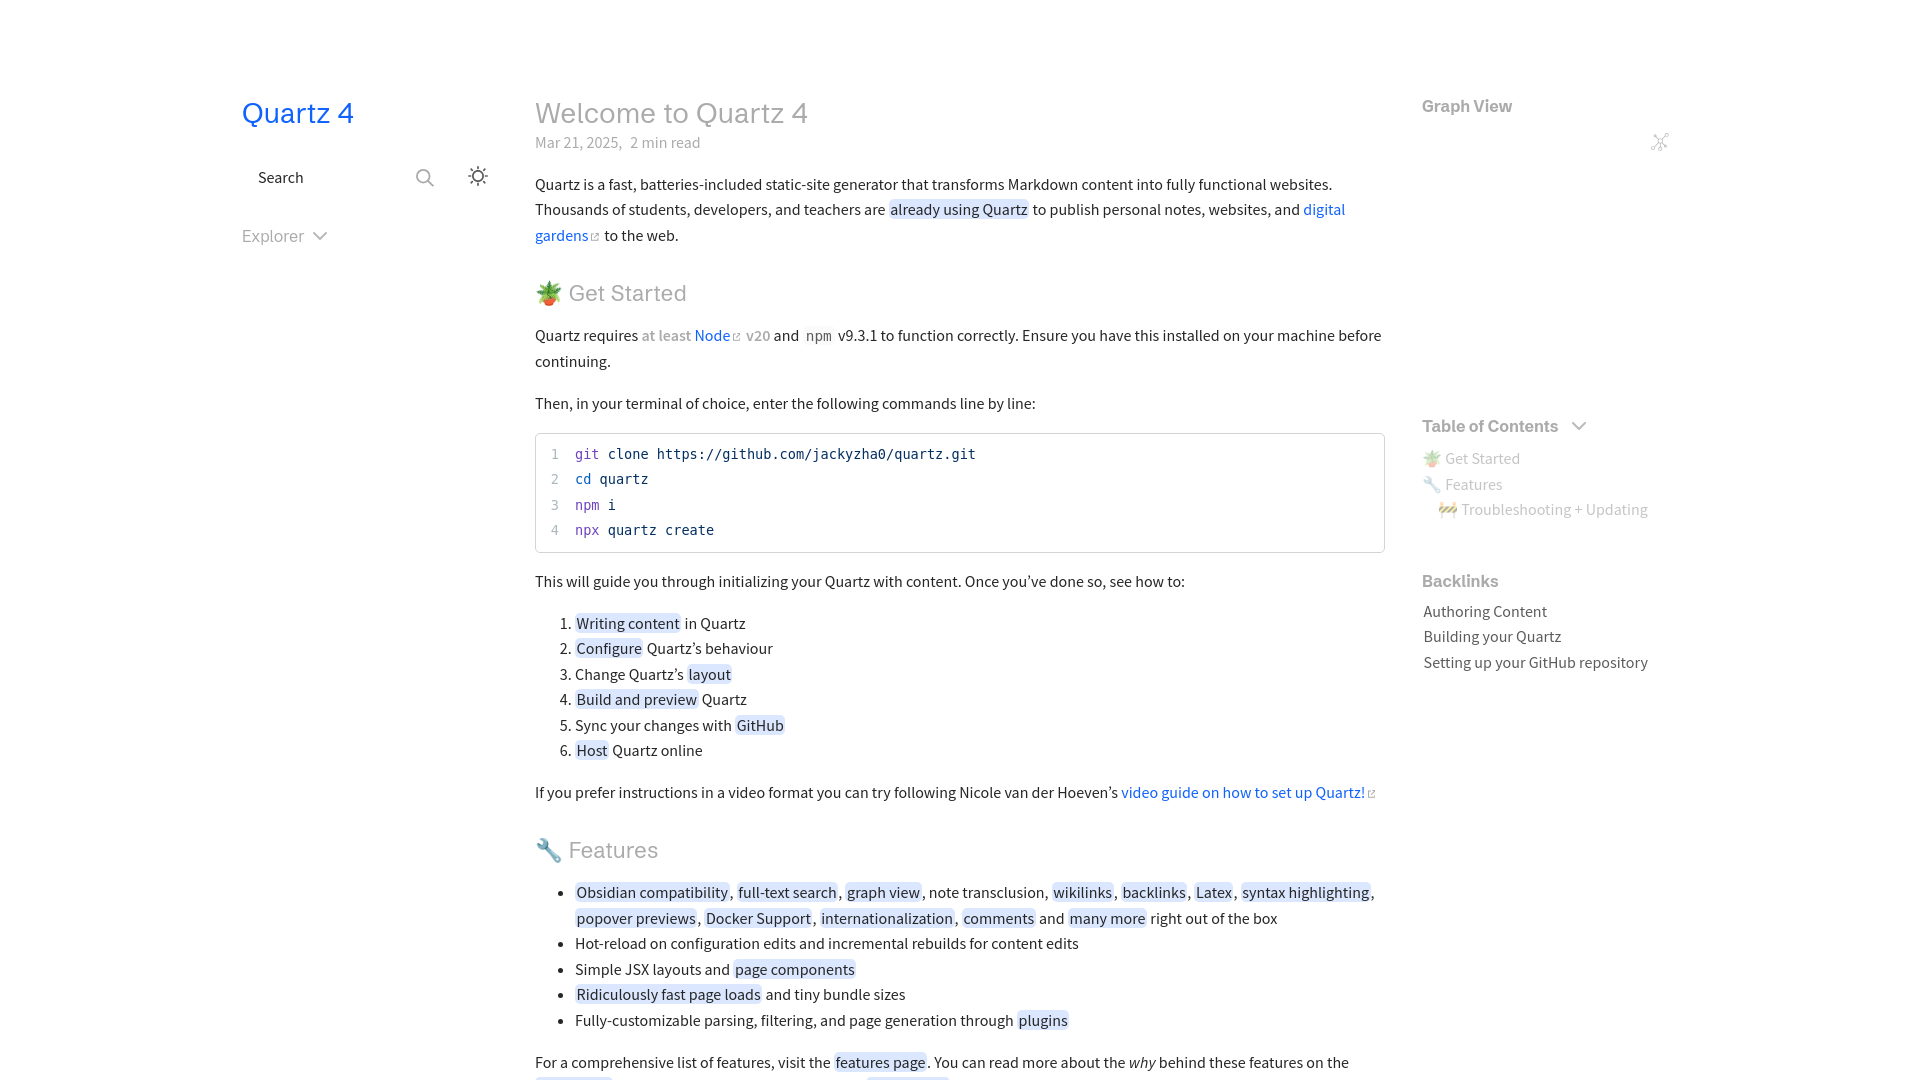 Quartz 4
Search
Explorer
Welcome to Quartz 4
Mar 21, 2025, 2 min read
Quartz is a fast, batteries-included static-site generator that transforms Markdown content into fully functional websites.
Thousands of students, developers, and teachers are already using Quartz to publish personal notes, websites, and digital
gardens to the web.
🪴 Get Started
Quartz requires at least Node v20 and npm v9.3.1 to function correctly. Ensure you have this installed on your machine before
continuing.
Then, in your terminal of choice, enter the following commands line by line:
1 git clone https://github.com/jackyzha0/quartz.git
2 cd quartz
3 npm i
4 npx quartz create
This will guide you through initializing your Quartz with content. Once you’ve done so, see how to:
1. Writing content in Quartz
2. Configure Quartz’s behaviour
3. Change Quartz’s layout
4. Build and preview Quartz
5. Sync your changes with GitHub
6. Host Quartz online
If you prefer instructions in a video format you can try following Nicole van der Hoeven’s video guide on how to set up Quartz!
🔧 Features
• Obsidian compatibility, full-text search, graph view, note transclusion, wikilinks, backlinks, Latex, syntax highlighting,
popover previews, Docker Support, internationalization, comments and many more right out of the box
• Hot-reload on configuration edits and incremental rebuilds for content edits
• Simple JSX layouts and page components
• Ridiculously fast page loads and tiny bundle sizes
• Fully-customizable parsing, filtering, and page generation through plugins
For a comprehensive list of features, visit the features page. You can read more about the why behind these features on the
Graph View
Table of Contents
🪴 Get Started
🔧 Features
🚧 Troubleshooting + Updating
Backlinks
Authoring Content
Building your Quartz
Setting up your GitHub repository